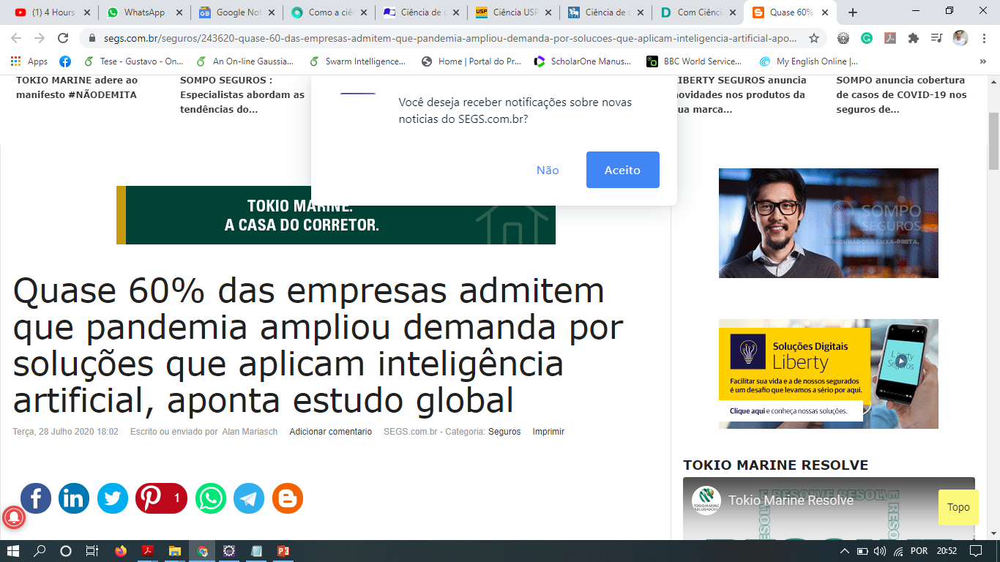 (1) 4 Hours
WhatsApp
Google Not
Como a ciê
Ciência de d
Ciência USP
Ciência de d
Com Ciência
Quase 60%
segs.com.br/seguros/243620-quase-60-das-empresas-admitem-que-pandemia-ampliou-demanda-por-solucoes-que-aplicam-inteligencia-artificial-apo...
Apps
Tese - Gustavo - On...
An On-line Gaussia...
Swarm Intelligence...
Home | Portal do Pr...
ScholarOne Manus...
BBC World Service...
My English Online |...
»
TOKIO MARINE adere ao
manifesto #NÃODEMITA
SOMPO SEGUROS :
Especialistas abordam as
tendências do...
Você deseja receber notificações sobre novas
noticias do SEGS.com.br?
Não
Aceito
LIBERTY SEGUROS anuncia
novidades nos produtos da
sua marca...
SOMPO anuncia cobertura
de casos de COVID-19 nos
seguros de...
TOKIO MARINE.
A CASA DO CORRETOR.
SOMPO
SEGUROS
A SEGURADORA FAIXA-PRETA.
Quase 60% das empresas admitem
que pandemia ampliou demanda por
soluções que aplicam inteligência
artificial, aponta estudo global
Terça, 28 Julho 2020 18:02
Escrito ou enviado por Alan Mariasch
Adicionar comentario
SEGS.com.br - Categoria: Seguros
Imprimir
1
Soluções Digitais
Liberty
Facilitar sua vida e a de nossos segurados
é um desafio que levamos a sério por aqui.
Clique aqui e conheça nossas soluções.
Liberty
Seguros
TOKIO MARINE RESOLVE
TOKIO MARINE
SEGURADORA
Tokio Marine Resolve
E RESOLVE RESOLVE
Topo
POR
20:52